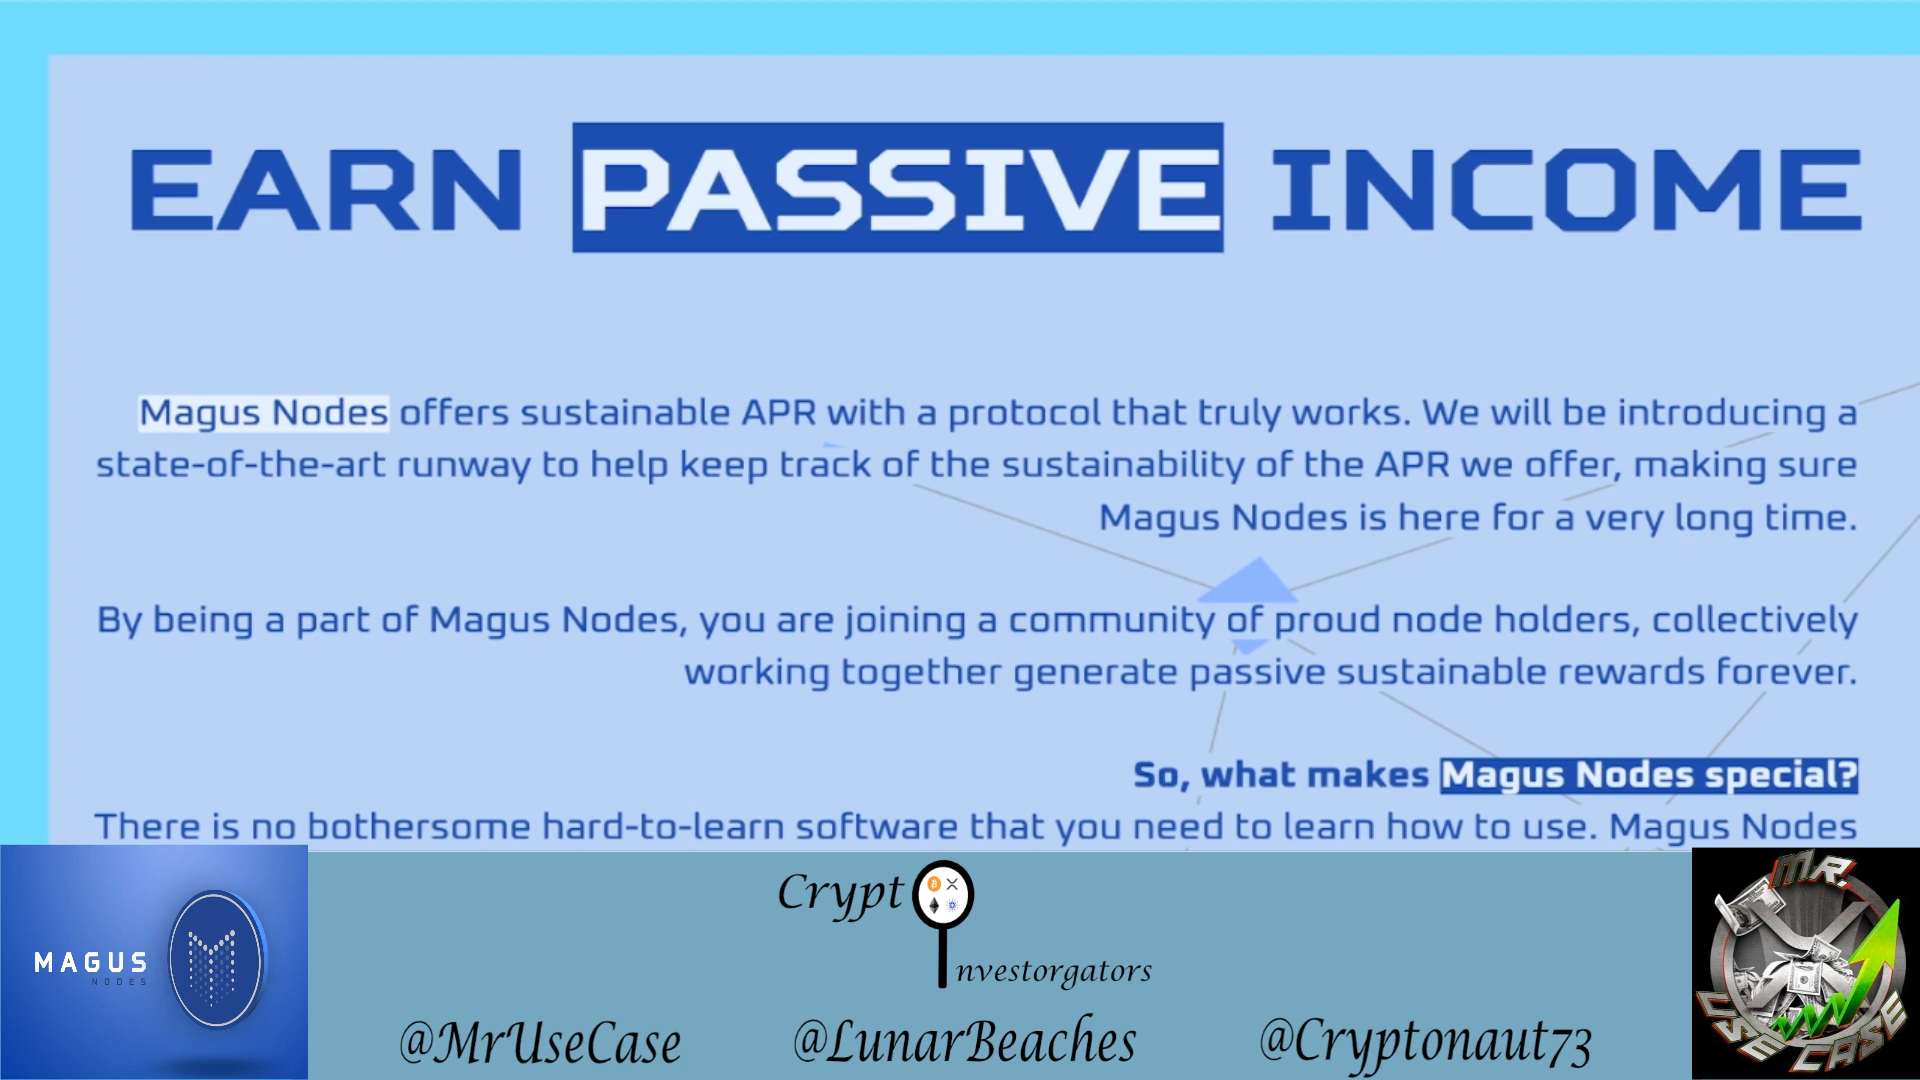 EARN PASSIVE INCOME
Magus Nodes offers sustainable APR with a protocol that truly works. We will be introducing a
state-of-the-art runway to help keep track of the sustainability of the APR we offer, making sure
Magus Nodes is here for a very long time.
By being a part of Magus Nodes, you are joining a community of proud node holders, collectively
working together generate passive sustainable rewards forever.
So, what makes Magus Nodes special?
There is no bothersome hard-to-learn software that you need to learn how to use. Magus Nodes
MAGUS
NODES
Crypt
nvestorgators
@MrUseCase
@LunarBeaches
@Cryptonaut73
MR.
USE CASE